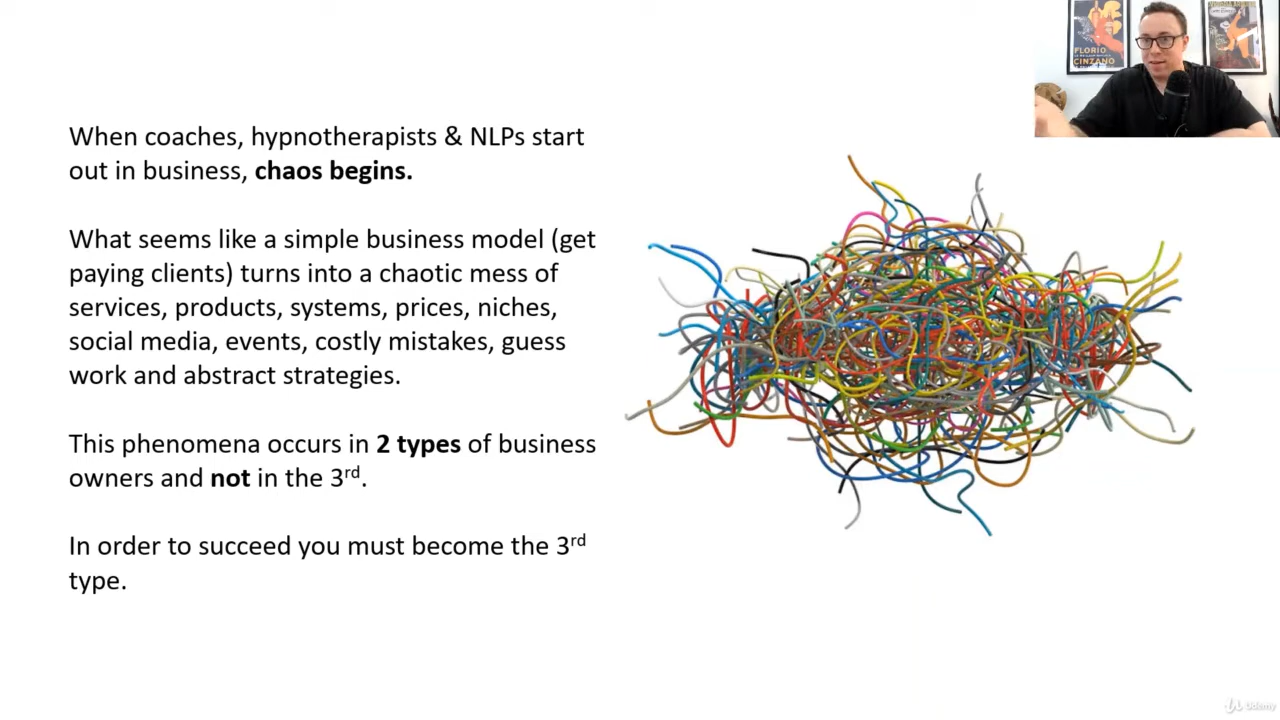 FLORIO
CINZANO
When coaches, hypnotherapists & NLPs start
out in business, chaos begins.
What seems like a simple business model (get
paying clients) turns into a chaotic mess of
services, products, systems, prices, niches,
social media, events, costly mistakes, guess
work and abstract strategies.
This phenomena occurs in 2 types of business
owners and not in the 3rd.
In order to succeed you must become the 3rd
type.
Udemy